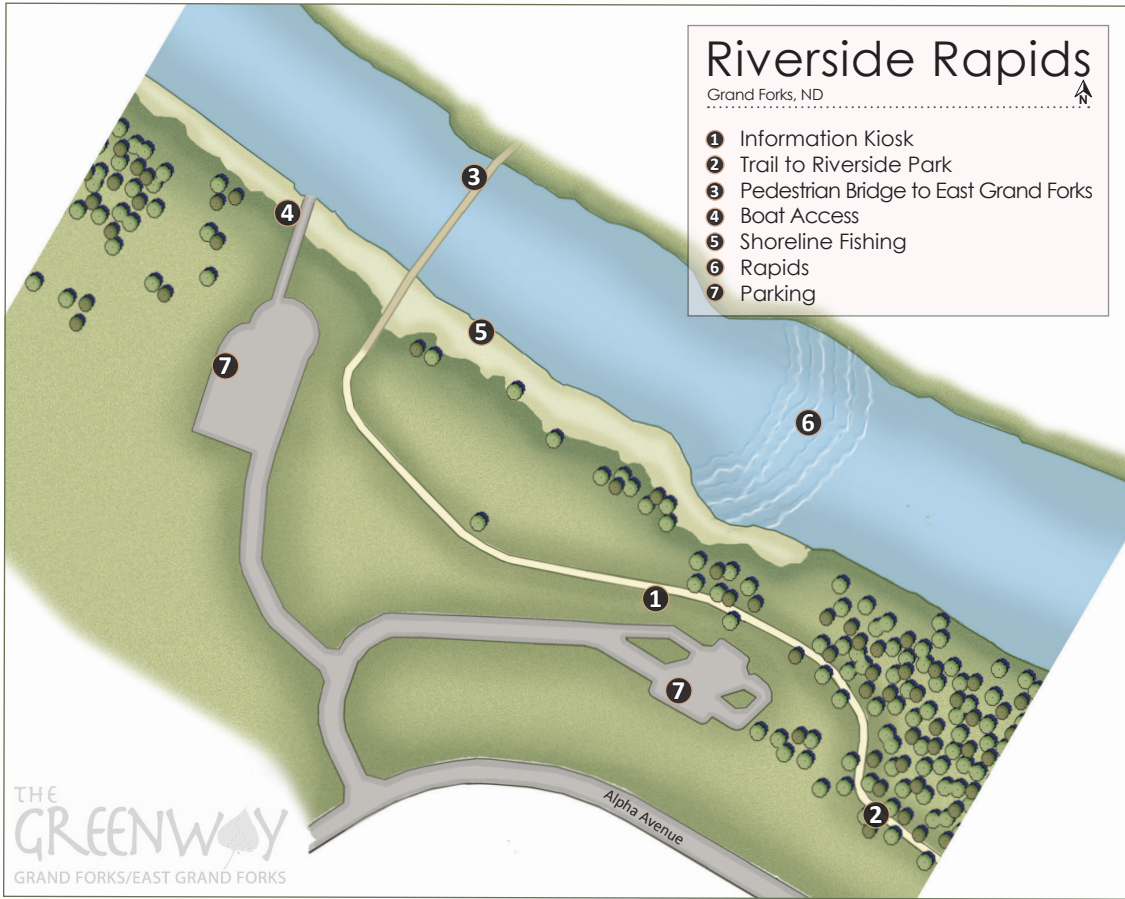 Riverside Rapids
Grand Forks, ND
N
1 Information Kiosk
2 Trail to Riverside Park
3 Pedestrian Bridge to East Grand Forks
4 Boat Access
5 Shoreline Fishing
6 Rapids
7 Parking
3
4
5
7
6
1
7
2
Alpha Avenue
THE
GREENWAY
GRAND FORKS/EAST GRAND FORKS